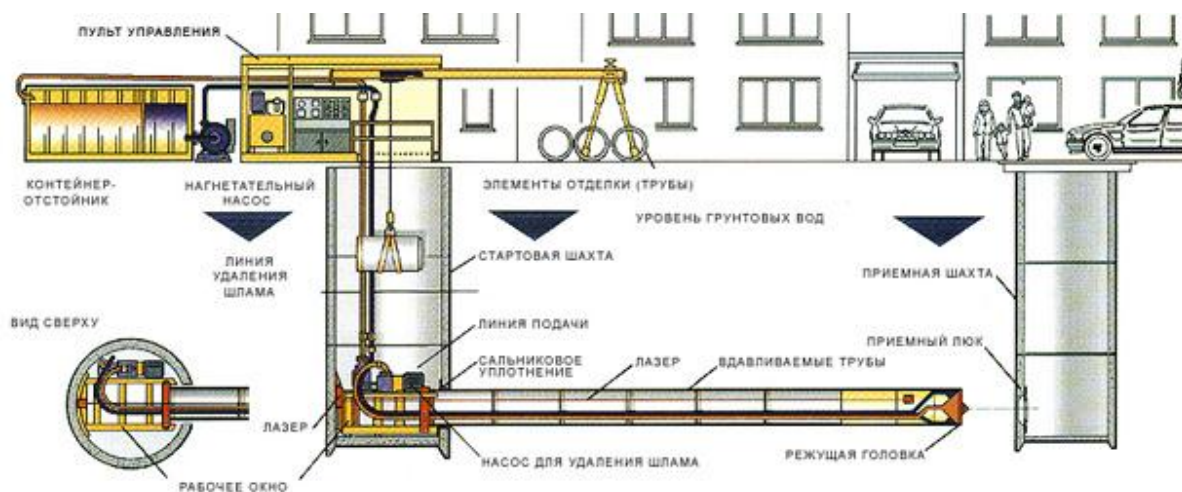 ПУЛЬТ УПРАВЛЕНИЯ
КОНТЕЙНЕР-
ОТСТОЙНИК
НАГНЕТАТЕЛЬНЫЙ
НАСОС
ЭЛЕМЕНТЫ ОТДЕЛКИ (ТРУБЫ)
УРОВЕНЬ ГРУНТОВЫХ ВОД
ЛИНИЯ
УДАЛЕНИЯ
ШЛАМА
СТАРТОВАЯ ШАХТА
ПРИЕМНАЯ ШАХТА
ВИД СВЕРХУ
ЛИНИЯ ПОДАЧИ
ПРИЕМНЫЙ ЛЮК
САЛЬНИКОВОЕ
УПЛОТНЕНИЕ
ЛАЗЕР
ВДАВЛИВАЕМЫЕ ТРУБЫ
ЛАЗЕР
НАСОС ДЛЯ УДАЛЕНИЯ ШЛАМА
РЕЖУЩАЯ ГОЛОВКА
РАБОЧЕЕ ОКНО